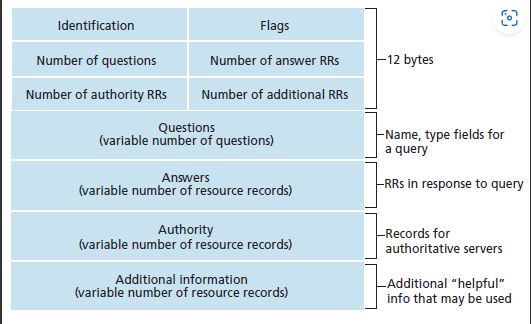 Identification
Flags
Number of questions
Number of answer RRs
12 bytes
Number of authority RRs
Number of additional RRs
Questions
(variable number of questions)
Name, type fields for
a query
Answers
(variable number of resource records)
RRs in response to query
Authority
(variable number of resource records)
Records for
authoritative servers
Additional information
(variable number of resource records)
Additional “helpful”
info that may be used